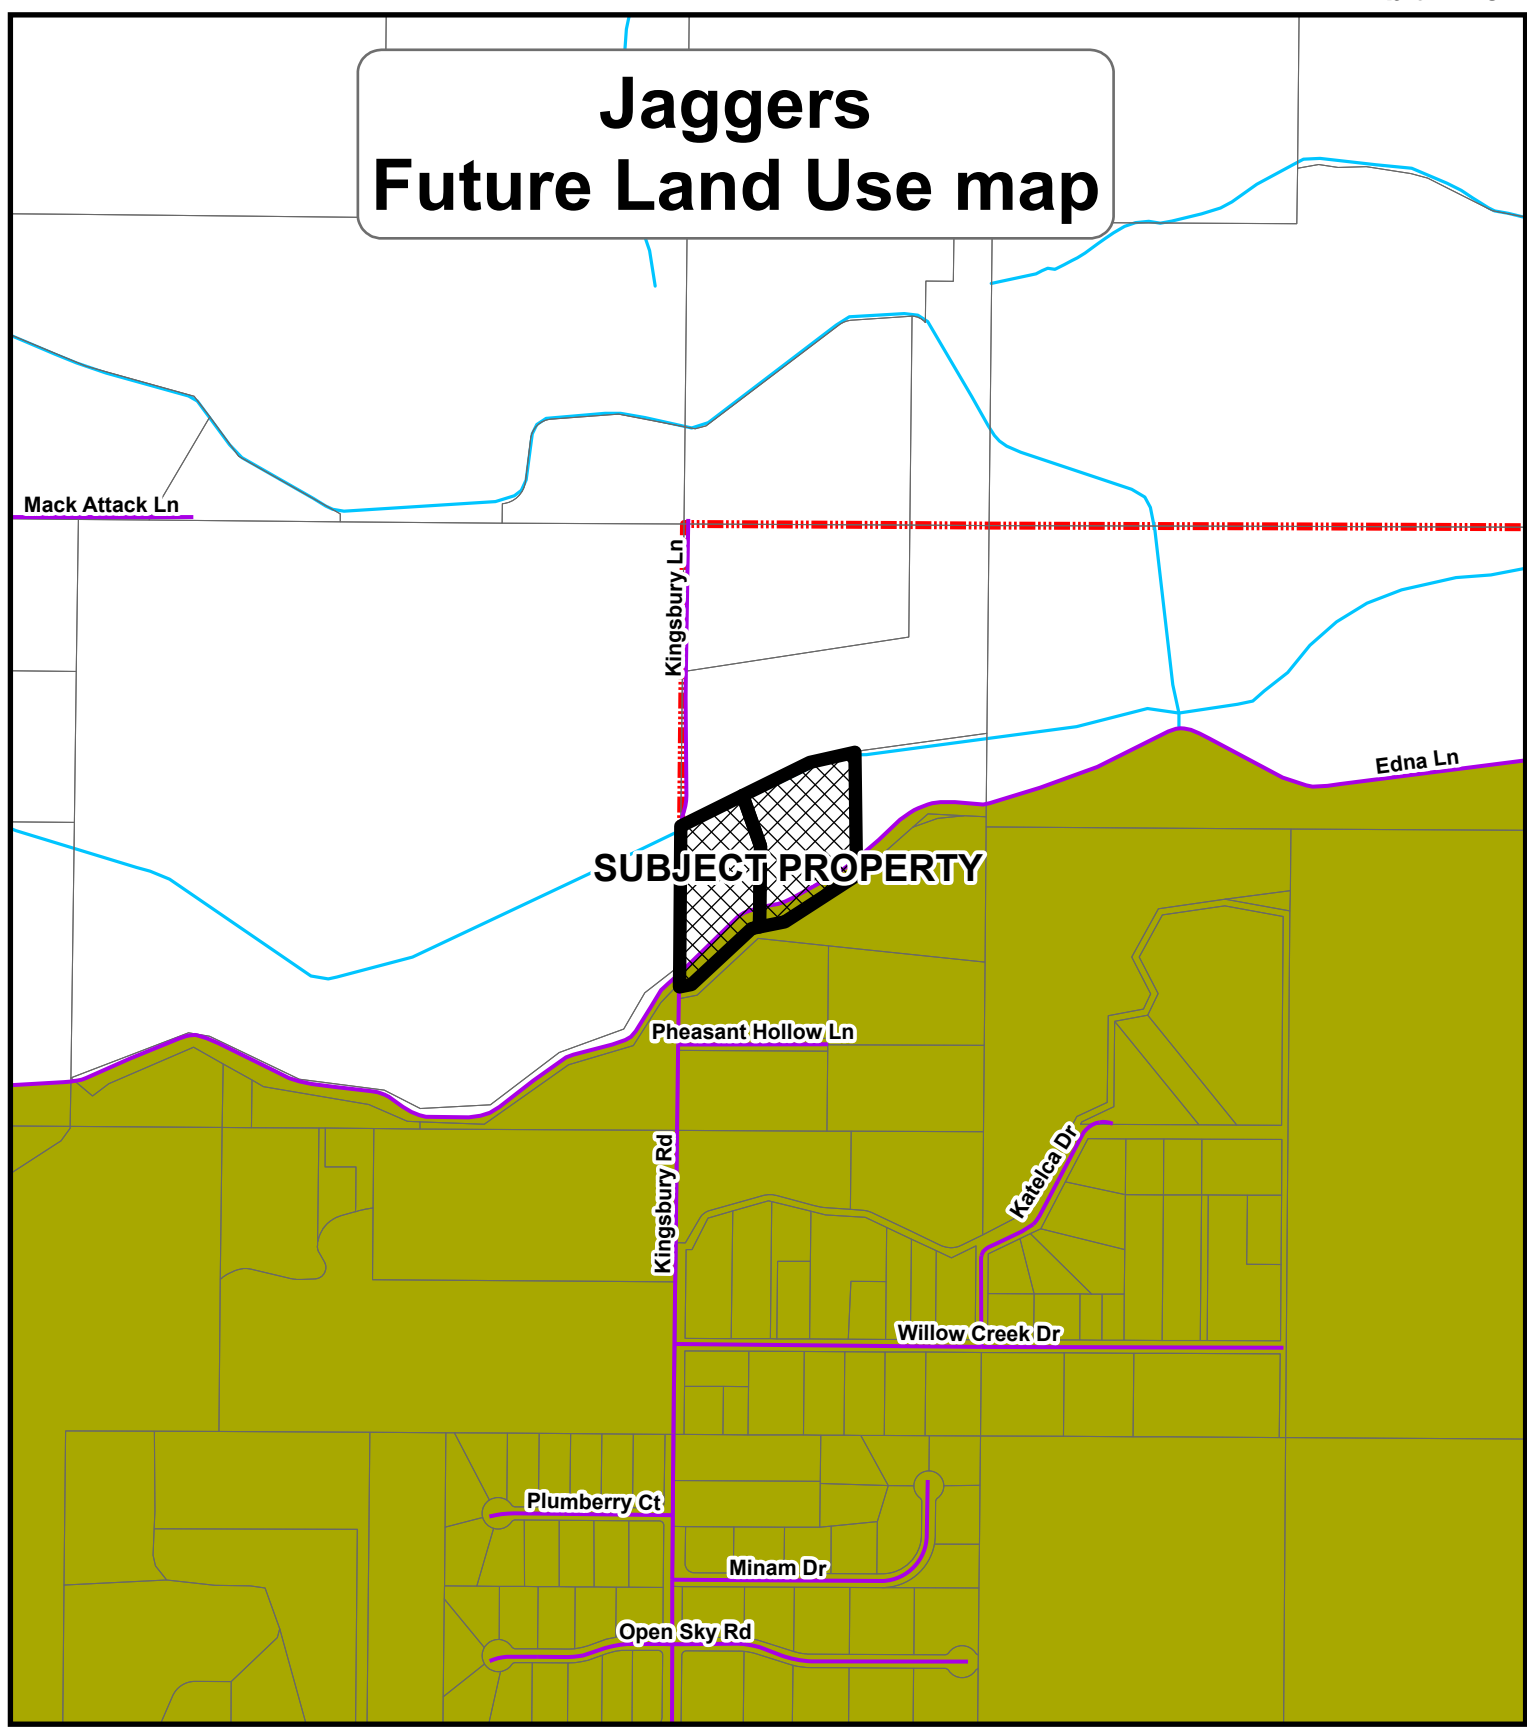 Jaggers
Future Land Use map
Mack Attack Ln
Kingsbury Ln
Edna Ln
SUBJECT PROPERTY
Pheasant Hollow Ln
Katelca Dr
Kingsbury Rd
Willow Creek Dr
Plumberry Ct
Minam Dr
Open Sky Rd